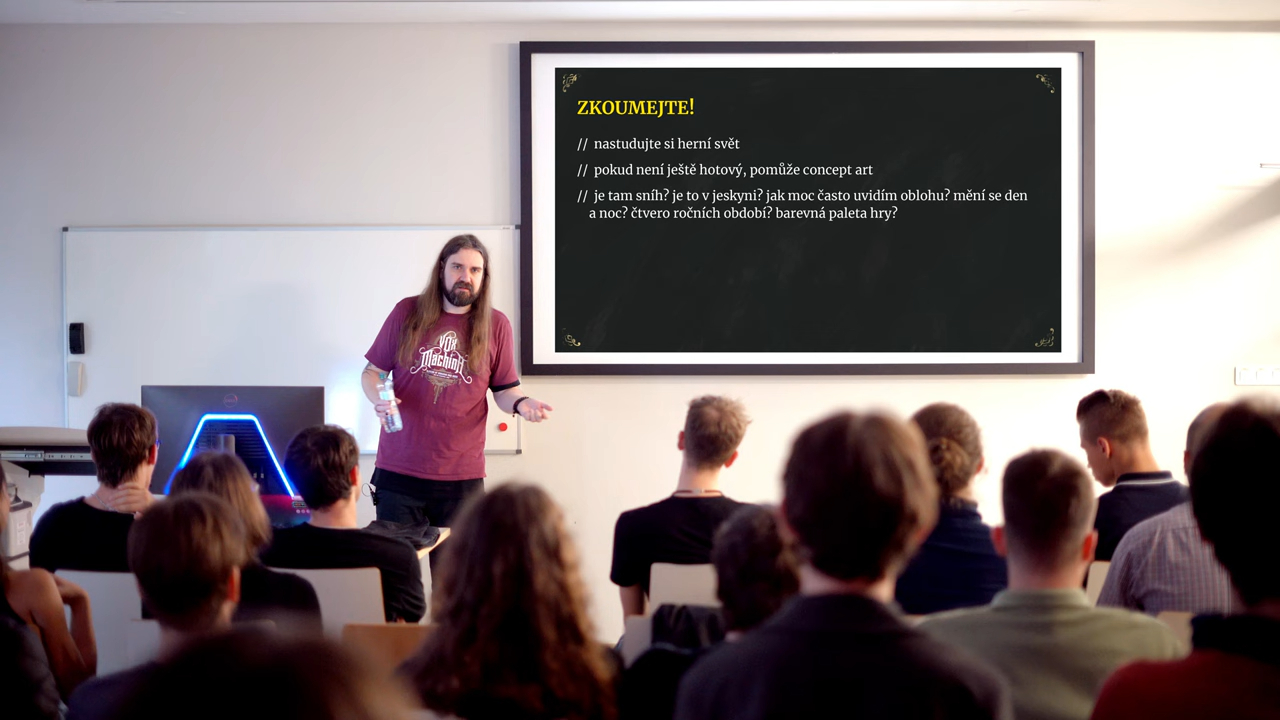 ZKOUMEJTE!
// nastudujte si herní svět
// pokud není ještě hotový, pomůže concept art
// je tam sníh? je to v jeskyni? jak moc často uvidím oblohu? mění se den
a noc? čtvero ročních období? barevná paleta hry?
VOX
Machina